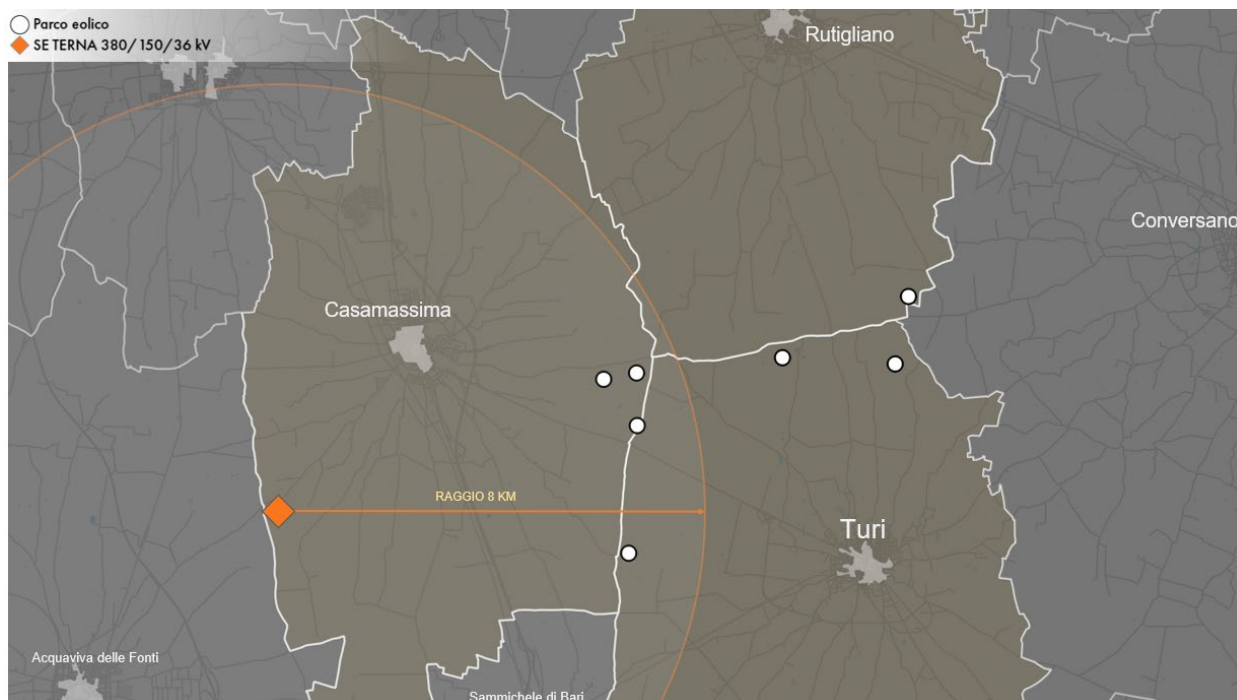 Parco eolico
SE TERNA 380/150/36 kV
Rutigliano
Conversano
Casamassima
RAGGIO 8 KM
Turi
Acquaviva delle Fonti
Sammichele di Bari